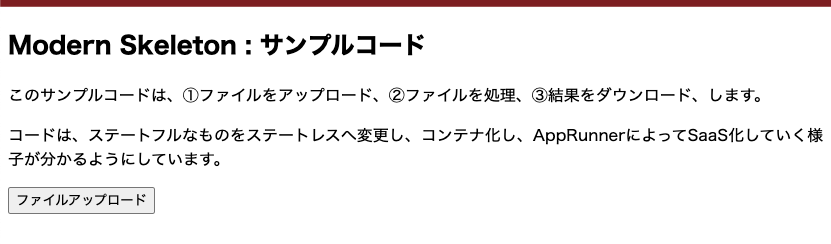 Modern Skeleton : サンプルコード
このサンプルコードは、①ファイルをアップロード、②ファイルを処理、③結果をダウンロード、します。
コードは、ステートフルなものをステートレスへ変更し、コンテナ化し、AppRunnerによってSaaS化していく様
子が分かるようにしています。
ファイルアップロード